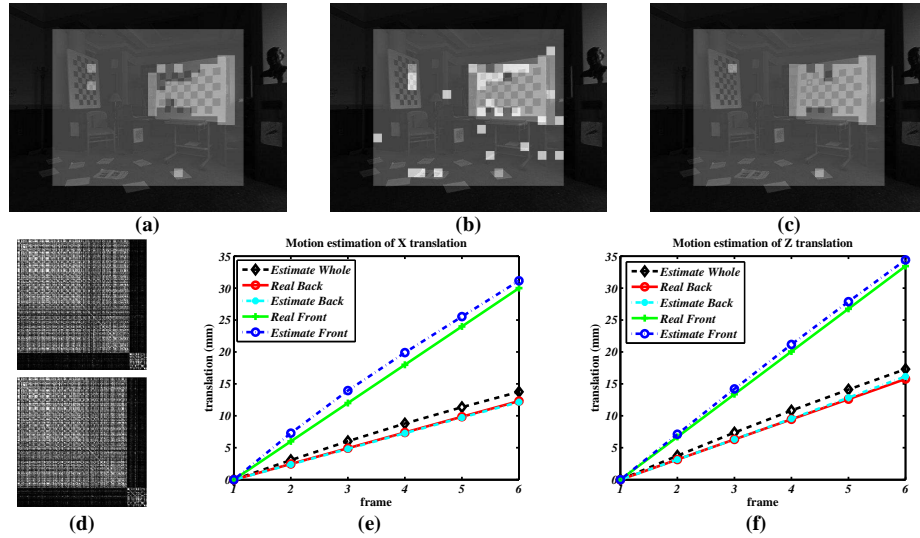 (a)
(b)
(c)
(d)
Motion estimation of X translation
35
30
25
20
15
10
5
0
translation (mm)
Estimate Whole
Real Back
Estimate Back
Real Front
Estimate Front
1 2 3 4 5 6
frame
(e)
Motion estimation of Z translation
35
30
25
20
15
10
5
0
translation (mm)
Estimate Whole
Real Back
Estimate Back
Real Front
Estimate Front
1 2 3 4 5 6
frame
(f)